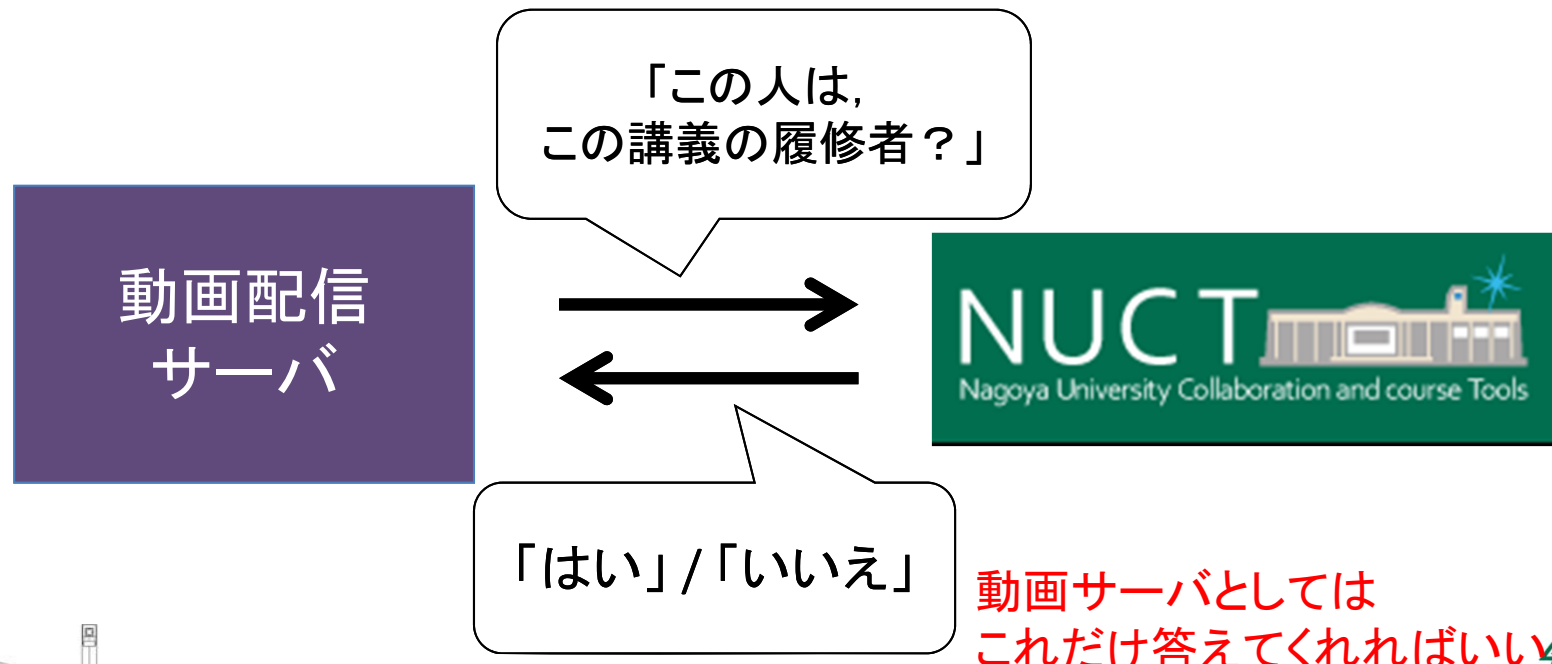 「この人は,
この講義の履修者？」
動画配信
サーバ
NUCT
Nagoya University Collaboration and course Tools
「はい」/「いいえ」
動画サーバとしては
これだけ答えてくれればいい